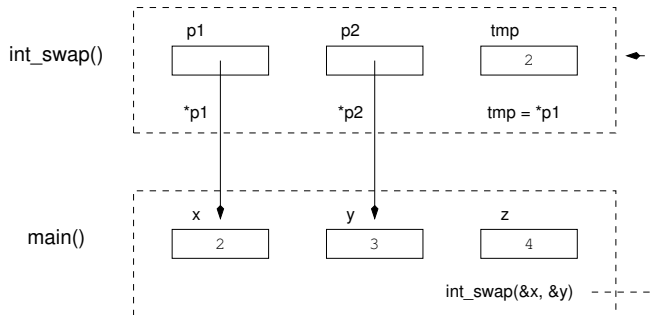 p1 p2 tmp
int_swap() 2
*p1 *p2 tmp = *p1
x y z
main() 2 3 4
int_swap(&x, &y)